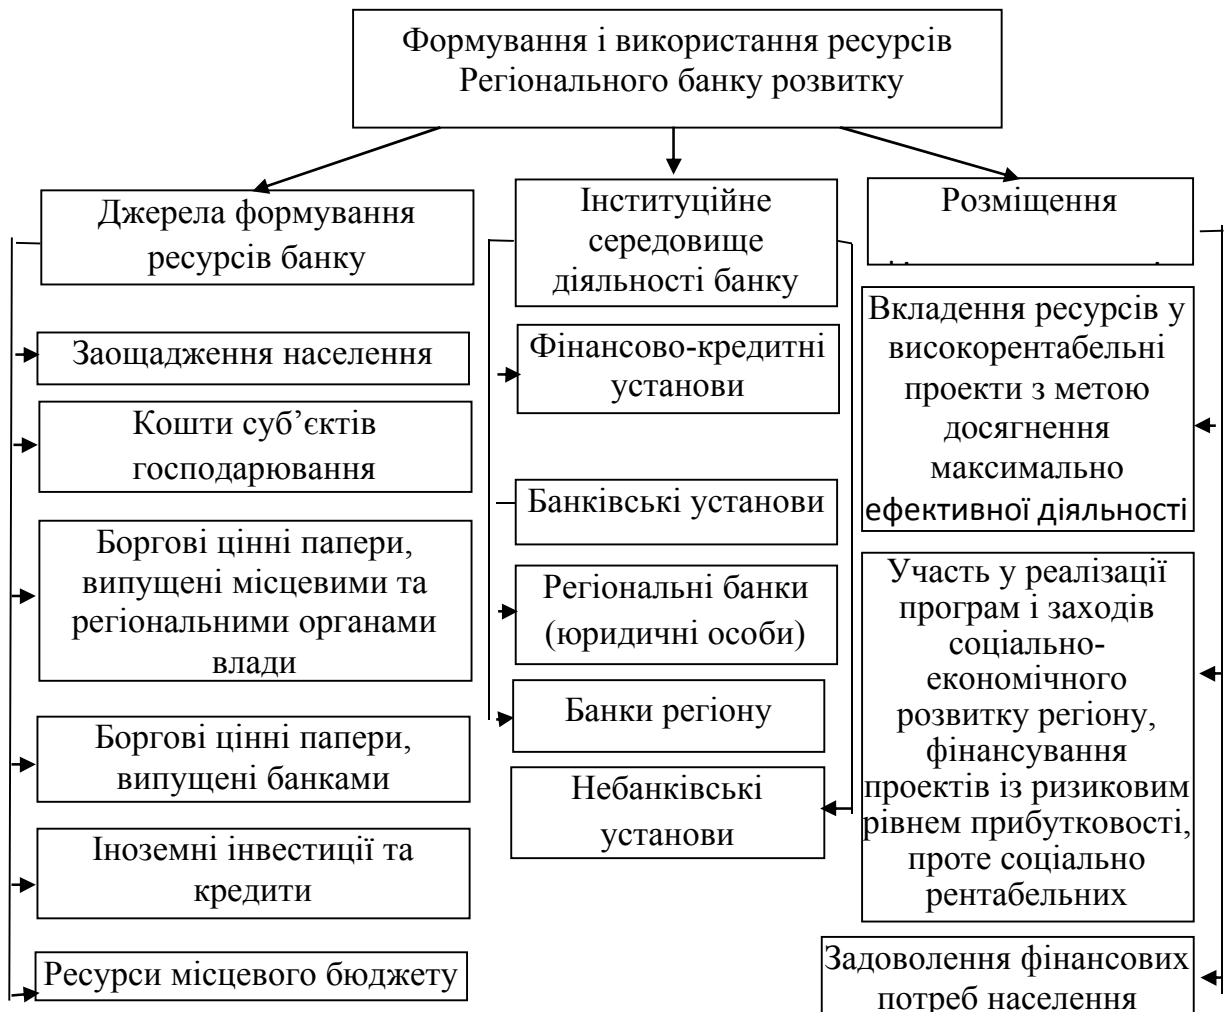 Формування і використання ресурсів
Регіонального банку розвитку
Джерела формування
ресурсів банку
Заощадження населення
Кошти суб’єктів
господарювання
Боргові цінні папери,
випущені місцевими та
регіональними органами
влади
Боргові цінні папери,
випущені банками
Іноземні інвестиції та
кредити
Ресурси місцевого бюджету
Інституційне
середовище
діяльності банку
Фінансово-кредитні
установи
Банківські установи
Регіональні банки
(юридичні особи)
Банки регіону
Небанківські
установи
Розміщення
Вкладення ресурсів у
високорентабельні
проекти з метою
досягнення
максимально
ефективної діяльності
Участь у реалізації
програм і заходів
соціально-
економічного
розвитку регіону,
фінансування
проектів із ризиковим
рівнем прибутковості,
проте соціально
рентабельних
Задоволення фінансових
потреб населення